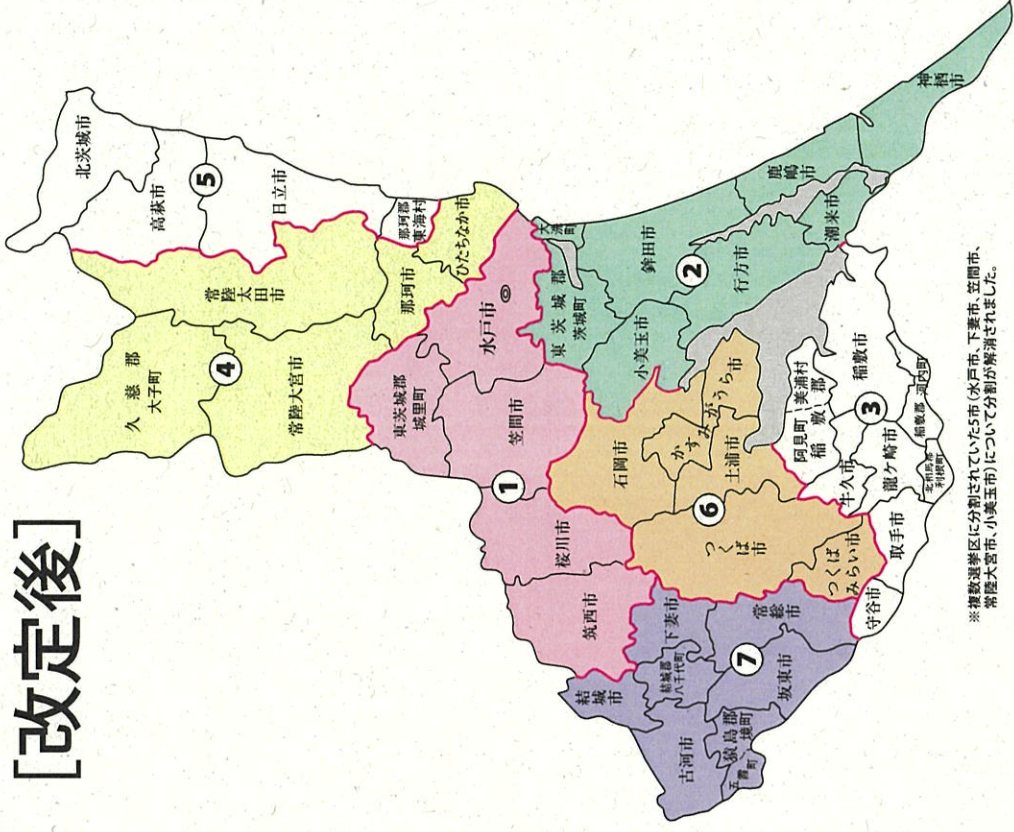 [改定後]
北茨城市
高萩市
⑤
日立市
那珂郡
東海村
常陸
太田
市
ひたちなか市
那珂市
久慈郡
大子町
④
常陸大宮市
水戸市
東茨城郡
城里町
笠間市
①
桜川市
筑西市
大洗町
東茨城郡
茨城町
鉾田市
小美玉市
②
行方市
鹿嶋
市
潮来市
神栖
市
石岡市
かすみがうら市
土浦市
⑥
つくば
市
つくば
みらい市
阿見町
美浦村
稲敷郡
稲敷市
③
牛久市
龍ケ崎市
稲敷郡 河内町
北相馬郡
利根町
取手市
守谷市
結城
市
下妻市
結城郡
八千代町
常総
市
⑦
坂東市
古河市
猿島郡
境町
五霞町
※複数選挙区に分割されていた5市(水戸市、下妻市、笠間市、
常陸大宮市、小美玉市)について分割が解消されました。